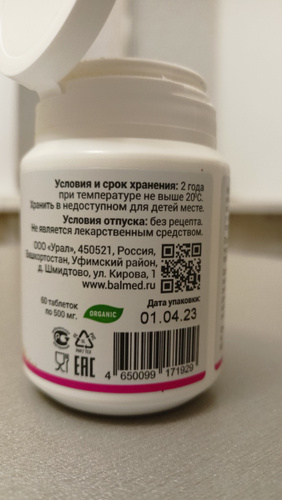 Условия и срок хранения: 2 года
при температуре не выше 20°С.
Хранить в недоступном для детей месте.
Условия отпуска: без рецепта.
Не является лекарственным средством.
ООО «Урал», 450521, Россия,
Башкортостан, Уфимский район,
д. Шмидтово, ул. Кирова, 1
www.balmed.ru
60 таблеток
по 500 мг.
ORGANIC
Дата упаковки:
01.04.23
EAC
4 650099 171929